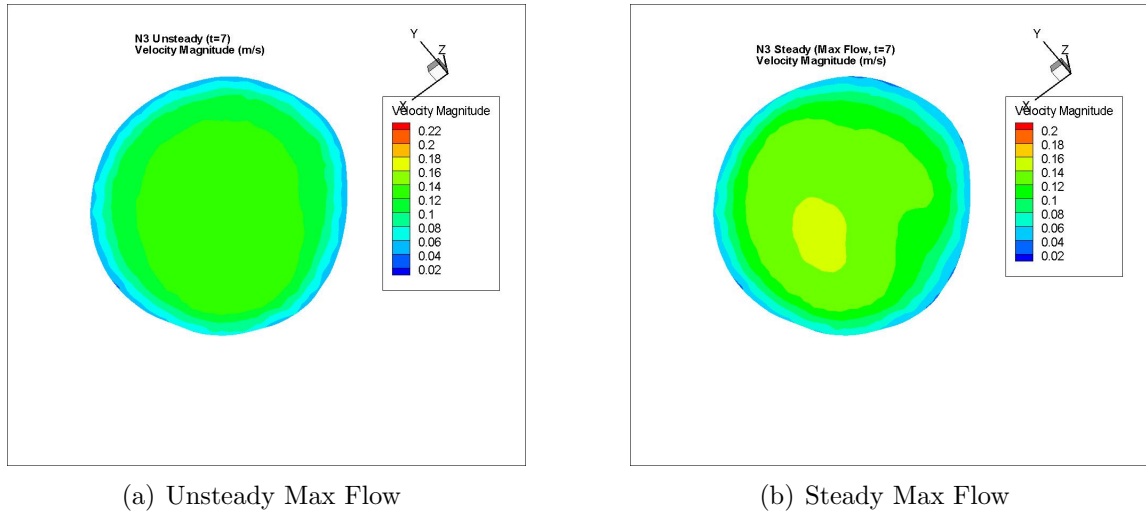 N3 Unsteady (t=7)
Velocity Magnitude (m/s)
Y
Z
X
Velocity Magnitude
0.22
0.2
0.18
0.16
0.14
0.12
0.1
0.08
0.06
0.04
0.02
(a) Unsteady Max Flow
N3 Steady (Max Flow, t=7)
Velocity Magnitude (m/s)
Y
Z
X
Velocity Magnitude
0.2
0.18
0.16
0.14
0.12
0.1
0.08
0.06
0.04
0.02
(b) Steady Max Flow